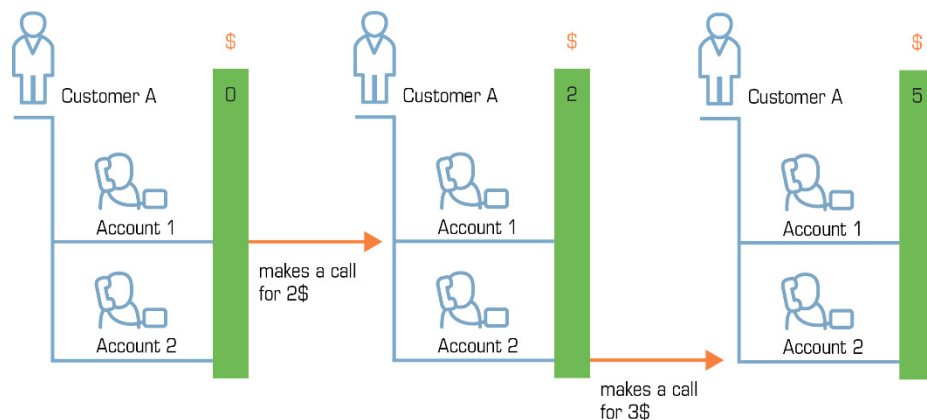 $
Customer A
0
Account 1
Account 2
makes a call
for 2$
$
Customer A
2
Account 1
Account 2
makes a call
for 3$
$
Customer A
5
Account 1
Account 2